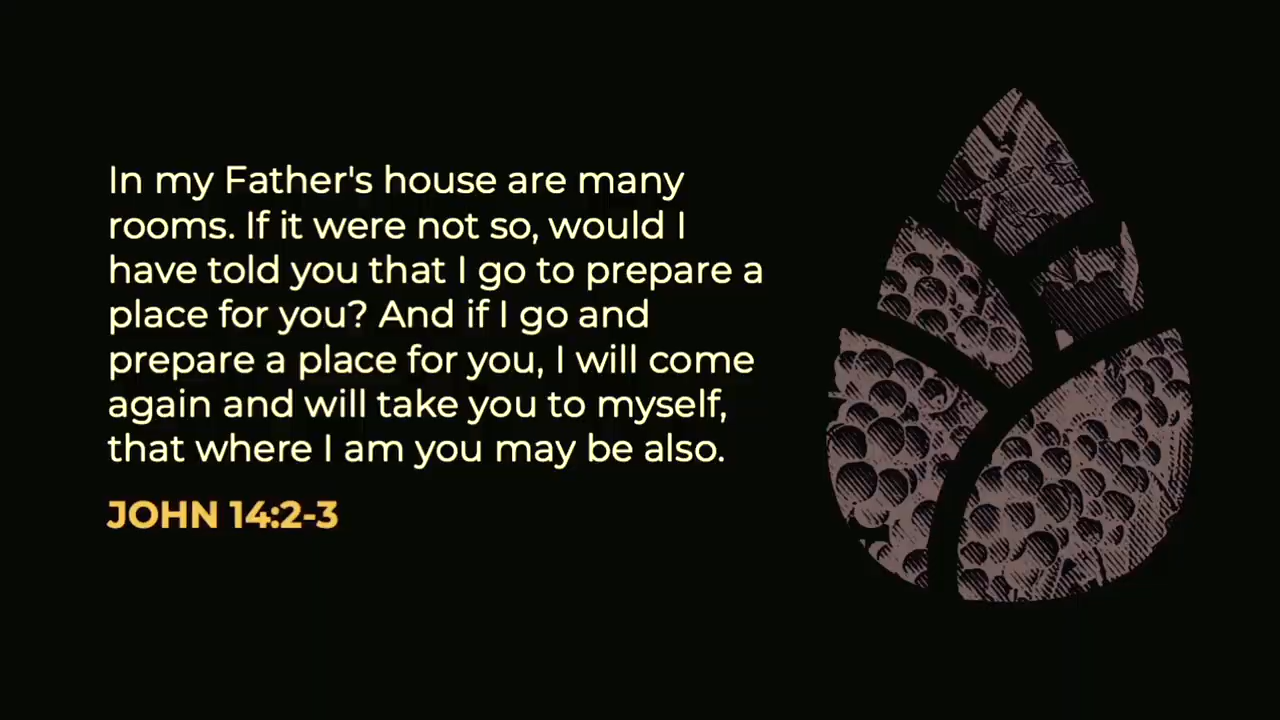 In my Father's house are many
rooms. If it were not so, would I
have told you that I go to prepare a
place for you? And if I go and
prepare a place for you, I will come
again and will take you to myself,
that where I am you may be also.
JOHN 14:2-3